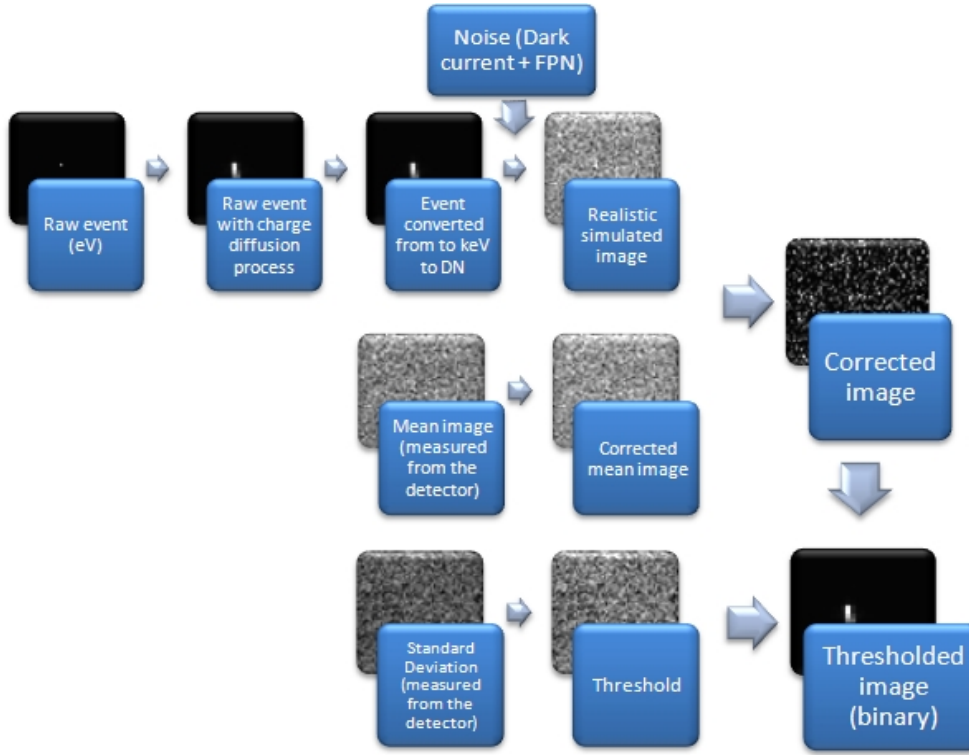 Noise (Dark
current + FPN)
Raw event
(eV)
Raw event
with charge
diffusion
process
Event
converted
from to keV
to DN
Realistic
simulated
image
Corrected
image
Mean image
(measured
from the
detector)
Corrected
mean image
Standard
Deviation
(measured
from the
detector)
Threshold
Thresholded
image
(binary)